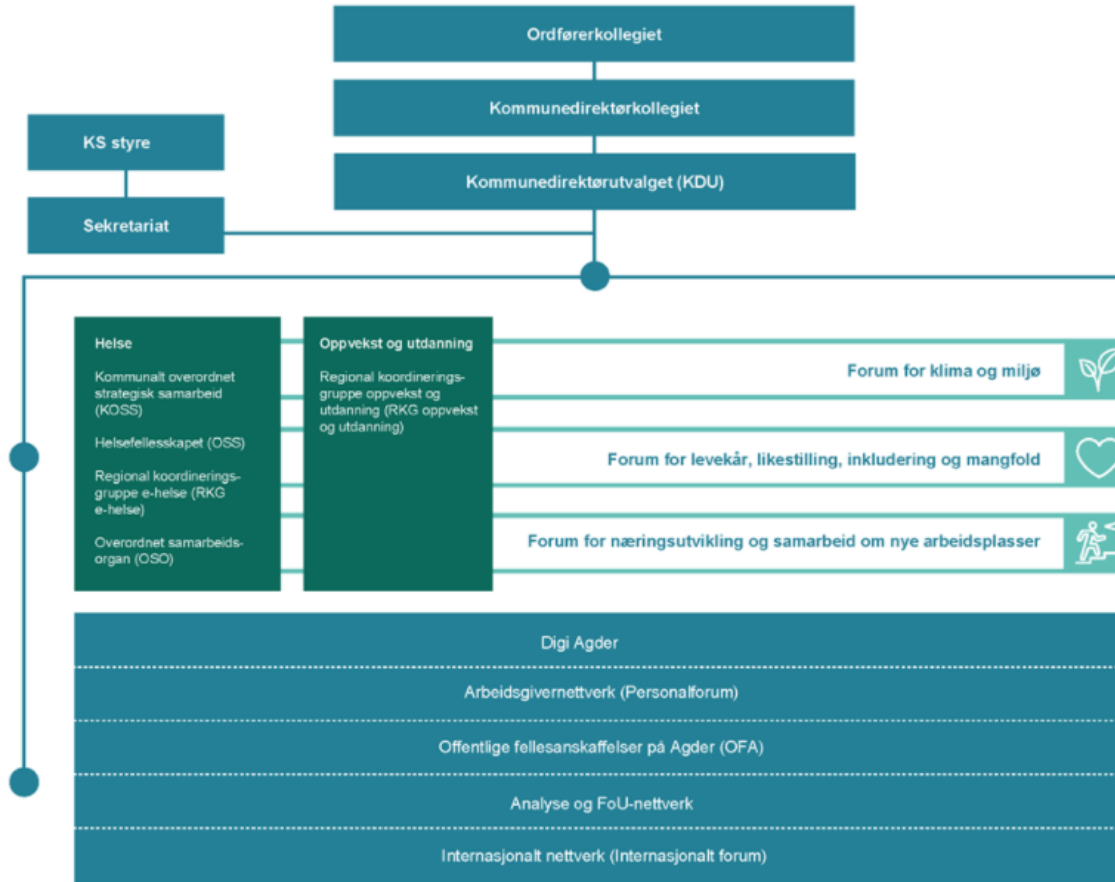 Ordførerkollegiet
Kommunedirektørkollegiet
KS styre
Kommunedirektørutvalget (KDU)
Sekretariat
Helse
Kommunalt overordnet
strategisk samarbeid
(KOSS)
Helsefellesskapet (OSS)
Regional koordinerings-
gruppe e-helse (RKG
e-helse)
Overordnet samarbeids-
organ (OSO)
Oppvekst og utdanning
Regional koordinerings-
gruppe oppvekst og
utdanning (RKG oppvekst
og utdanning)
Forum for klima og miljø
Forum for levekår, likestilling, inkludering og mangfold
Forum for næringsutvikling og samarbeid om nye arbeidsplasser
Digi Agder
Arbeidsgivernettverk (Personalforum)
Offentlige fellesanskaffelser på Agder (OFA)
Analyse og FoU-nettverk
Internasjonalt nettverk (Internasjonalt forum)